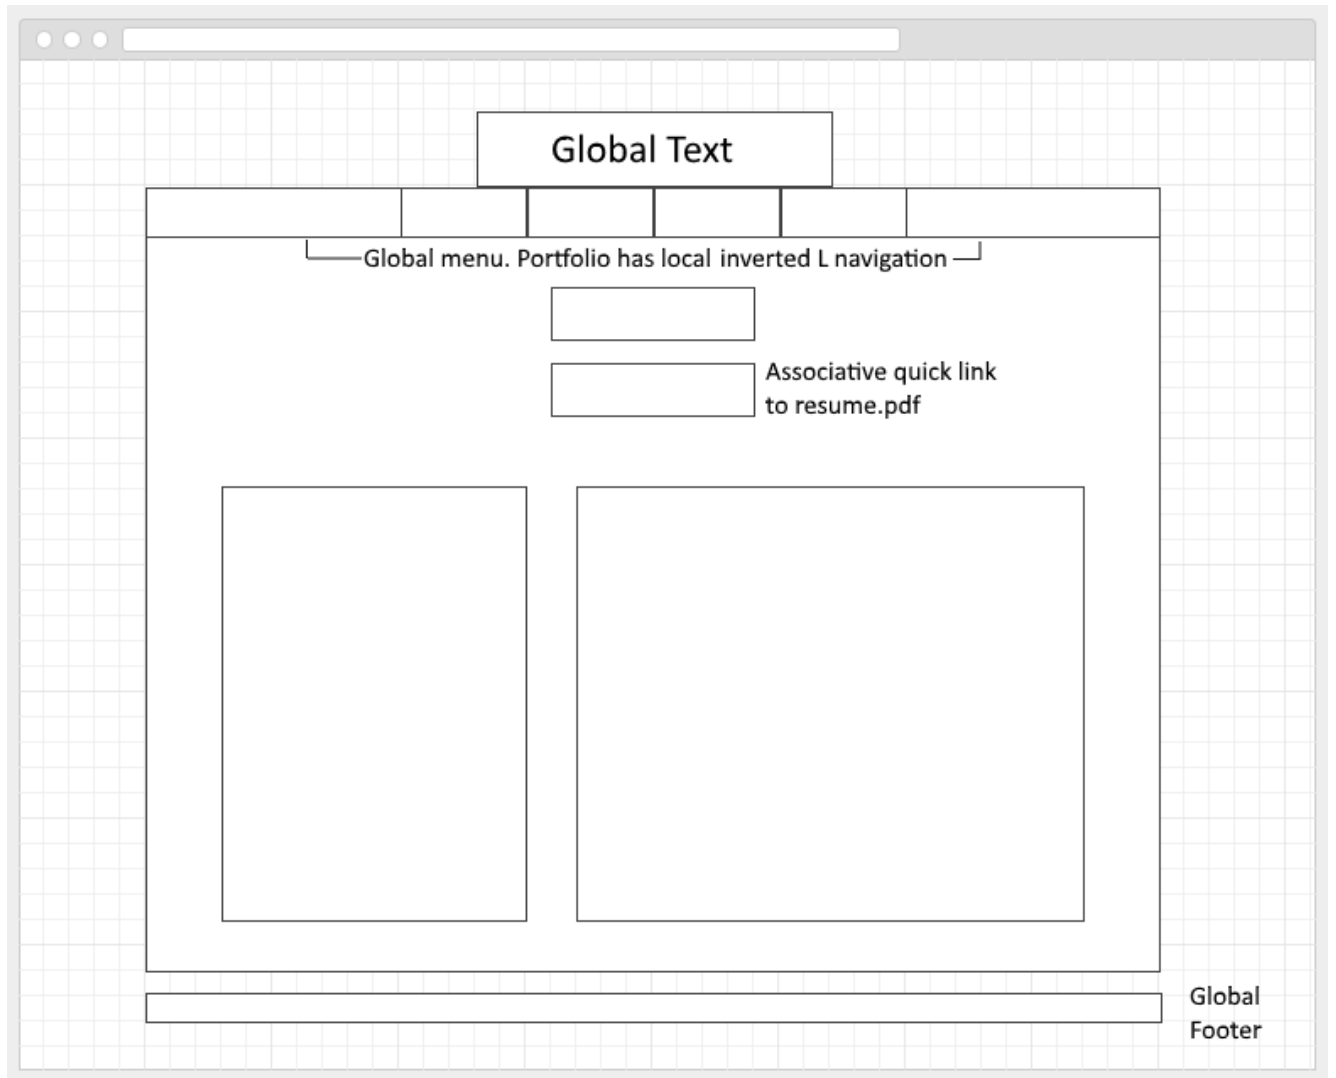 Global Text
Global menu. Portfolio has local inverted L navigation
Associative quick link
to resume.pdf
Global
Footer